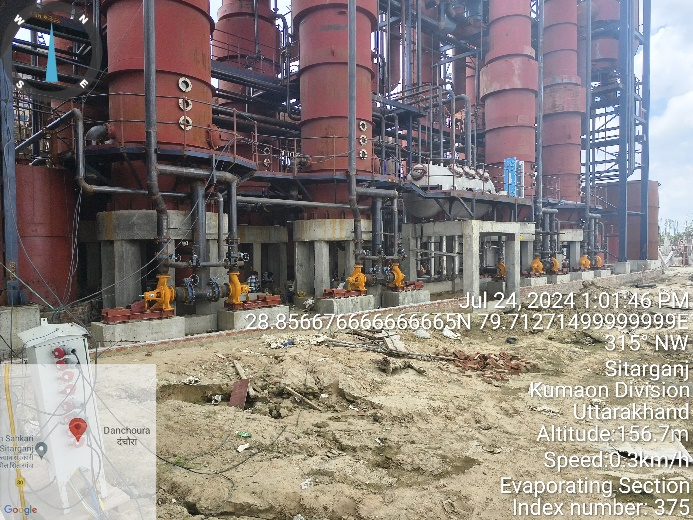 W
N
S
E
Jul 24, 2024 1:01:46 PM
28.856676666666665N 79.71271499999999E
315° NW
Sitarganj
Kumaon Division
Uttarakhand
Altitude:156.7m
Speed:0.3km/h
Evaporating Section
Index number: 375
Danchoura
दंचोरा
Sahkari
Sitarganj
Google